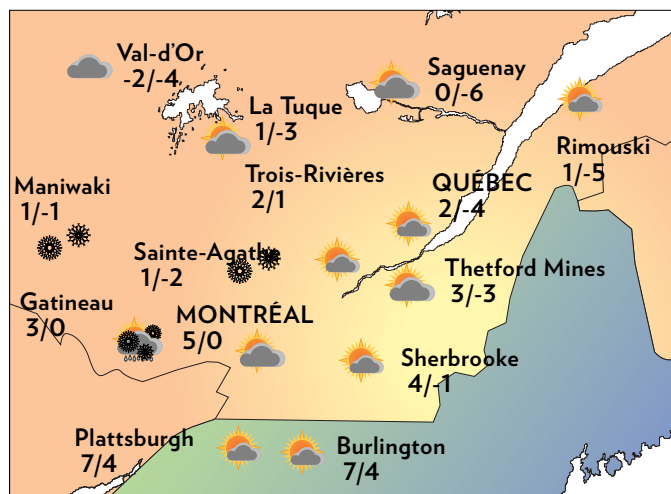 Val-d'Or
-2/-4
Saguenay
0/-6
La Tuque
1/-3
Rimouski
1/-5
Trois-Rivières
2/1
QUÉBEC
2/-4
Maniwaki
1/-1
Sainte-Agathe
1/-2
Thetford Mines
3/-3
Gatineau
3/0
MONTRÉAL
5/0
Sherbrooke
4/-1
Plattsburgh
7/4
Burlington
7/4